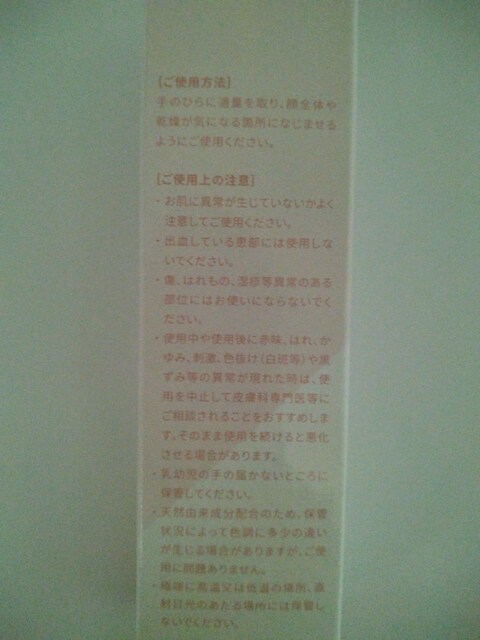 [ご使用方法]
手のひらに適量を取り、顔全体や
乾燥が気になる箇所になじませる
ようにご使用ください。
[ご使用上の注意]
・お肌に異常が生じていないかよく
注意してご使用ください。
・出血している患部には使用しな
いでください。
・傷、はれもの、湿疹等異常のある
部位にはお使いにならないでく
ださい。
・使用中や使用後に赤味、はれ、か
ゆみ、刺激、色抜け(白斑等)や黒
ずみ等の異常が現れた時は、使
用を中止して皮膚科専門医等に
ご相談されることをおすすめしま
す。そのまま使用を続けると悪化
させる場合があります。
・乳幼児の手の届かないところに
保管してください。
・天然由来成分配合のため、保管
状況によって色調に多少の違い
が生じる場合がありますが、ご使
用に問題ありません。
・極端に高温又は低温の場所、直
射日光のあたる場所には保管し
ないでください。